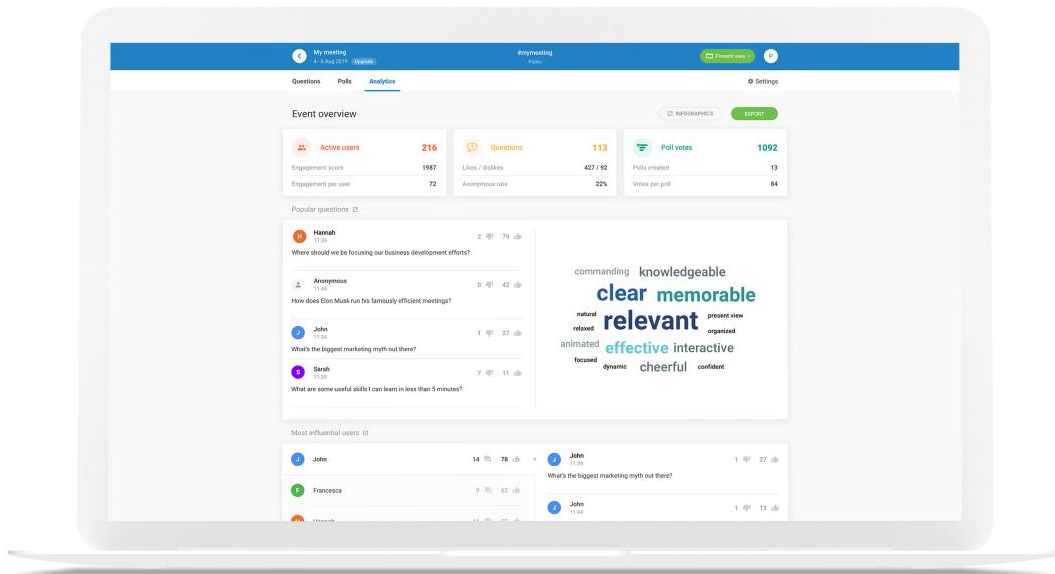 My meeting
4 - 6 Aug 2019 Upgrade
#mymeeting
Public
Present view
P
Questions Polls Analytics
Settings
Event overview
INFOGRAPHICS
EXPORT
Active users 216
Engagement score 1987
Engagement per user 72
Questions 113
Likes / dislikes 427 / 92
Anonymous rate 22%
Poll votes 1092
Polls created 13
Votes per poll 84
Popular questions
H Hannah 2 79
11:39
Where should we be focusing our business development efforts?
Anonymous 0 42
11:44
How does Elon Musk run his famously efficient meetings?
J John 1 27
11:34
What's the biggest marketing myth out there?
S Sarah 7 11
11:39
What are some useful skills I can learn in less than 5 minutes?
commanding knowledgeable
clear memorable
natural relevant present view
relaxed organized
animated effective interactive
focused dynamic cheerful confident
Most influential users
J John 14 78
F Francesca 9 62
J John 1 27
11:39
What's the biggest marketing myth out there?
J John 1 13
11:44